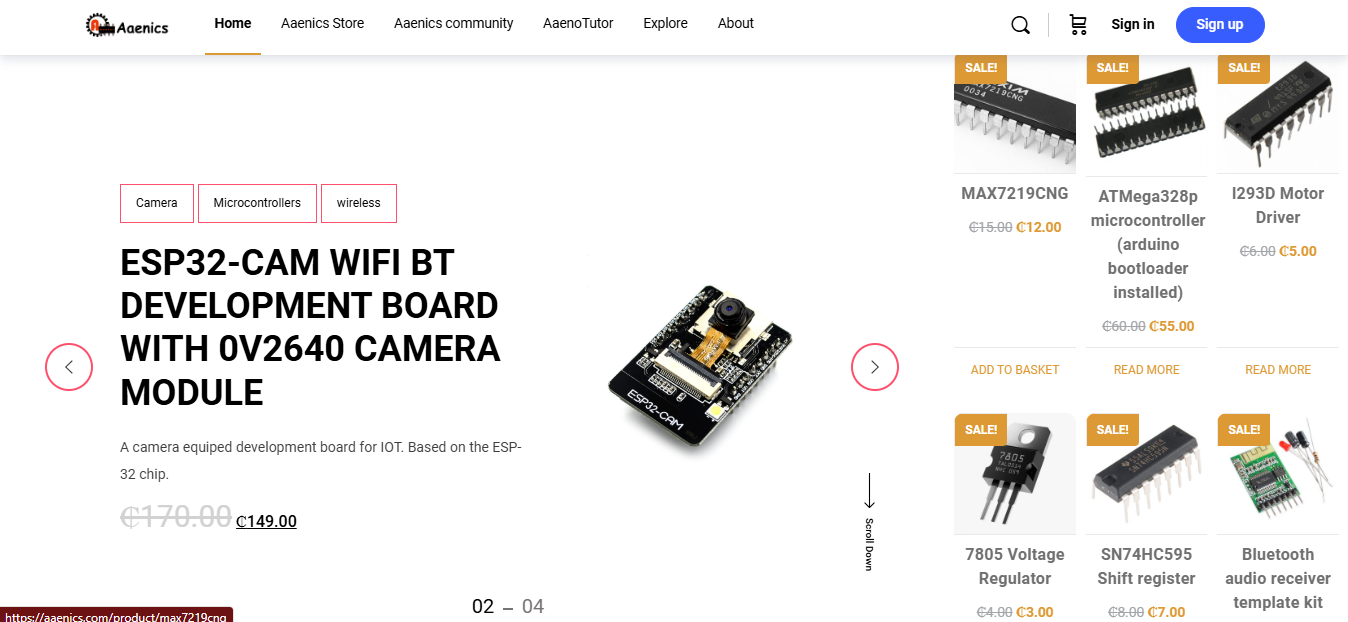 Aaenics
Home
Aaenics Store
Aaenics community
AaenoTutor
Explore
About
Sign in
Sign up
Camera
Microcontrollers
wireless
ESP32-CAM WIFI BT
DEVELOPMENT BOARD
WITH 0V2640 CAMERA
MODULE
A camera equiped development board for IOT. Based on the ESP-
32 chip.
₵170.00 ₵149.00
ESP32-CAM
Scroll Down
02 – 04
SALE!
MAX7219CNG
0034
MAX7219CNG
₵15.00 ₵12.00
ADD TO BASKET
SALE!
ATMega328p
microcontroller
(arduino
bootloader
installed)
₵60.00 ₵55.00
READ MORE
SALE!
l293D Motor
Driver
₵6.00 ₵5.00
READ MORE
SALE!
7805
7805 Voltage
Regulator
₵4.00 ₵3.00
SALE!
SN74HC595N
SN74HC595
Shift register
₵8.00 ₵7.00
SALE!
Bluetooth
audio receiver
template kit
https://aaenics.com/product/max7219cng